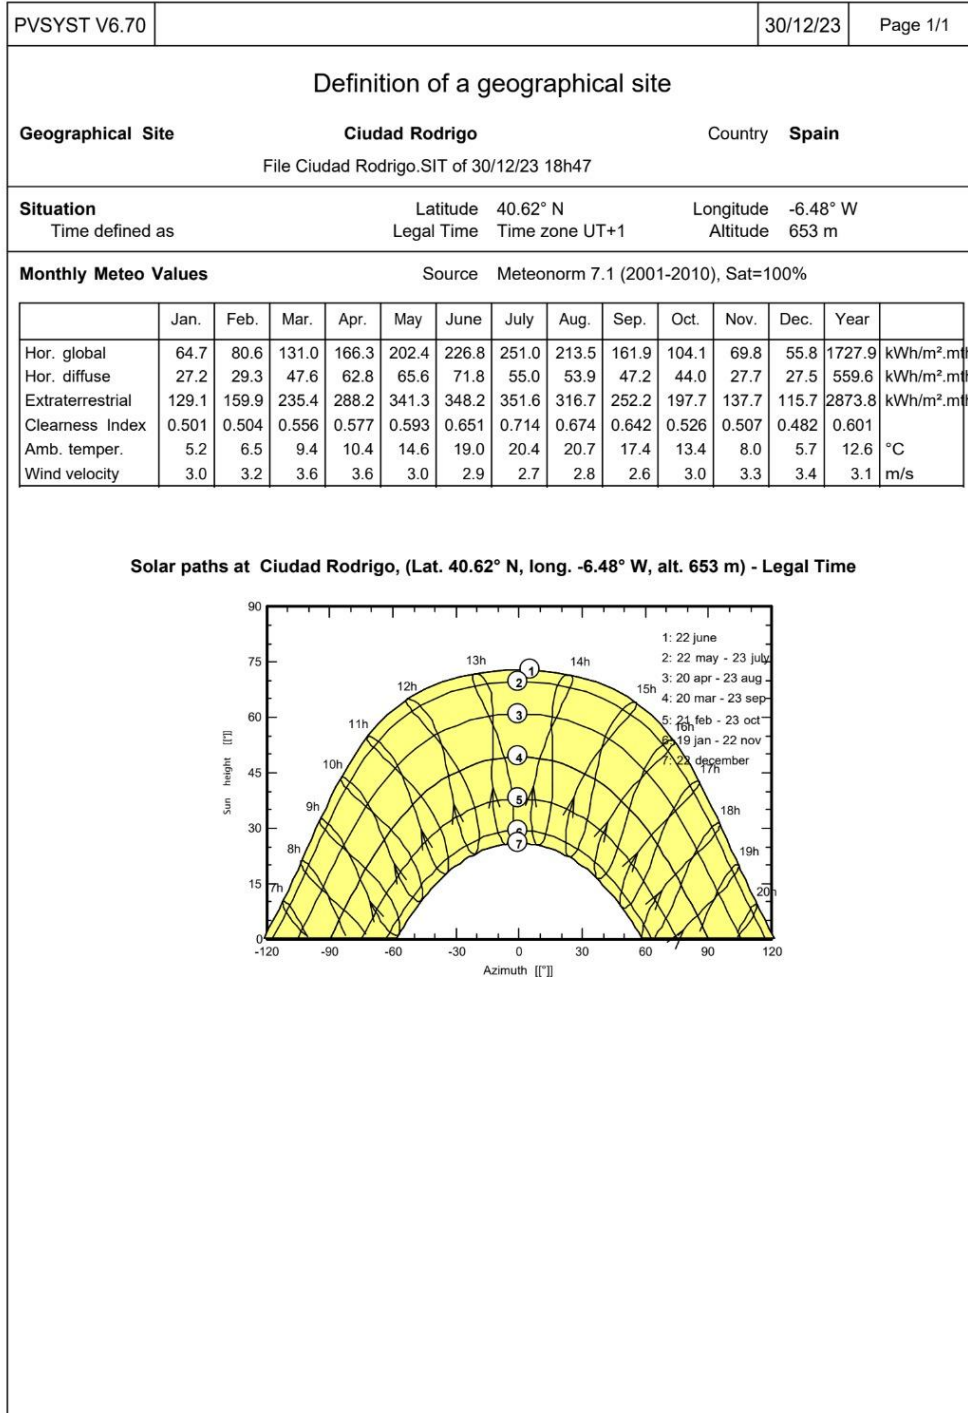 PVSYST V6.70 30/12/23 Page 1/1
Definition of a geographical site
Geographical Site Ciudad Rodrigo Country Spain
File Ciudad Rodrigo.SIT of 30/12/23 18h47
Situation Latitude 40.62° N Longitude -6.48° W
Time defined as Legal Time Time zone UT+1 Altitude 653 m
Monthly Meteo Values Source Meteonorm 7.1 (2001-2010), Sat=100%
Jan. Feb. Mar. Apr. May June July Aug. Sep. Oct. Nov. Dec. Year
Hor. global 64.7 80.6 131.0 166.3 202.4 226.8 251.0 213.5 161.9 104.1 69.8 55.8 1727.9 kWh/m².mth
Hor. diffuse 27.2 29.3 47.6 62.8 65.6 71.8 55.0 53.9 47.2 44.0 27.7 27.5 559.6 kWh/m².mth
Extraterrestrial 129.1 159.9 235.4 288.2 341.3 348.2 351.6 316.7 252.2 197.7 137.7 115.7 2873.8 kWh/m².mth
Clearness Index 0.501 0.504 0.556 0.577 0.593 0.651 0.714 0.674 0.642 0.526 0.507 0.482 0.601
Amb. temper. 5.2 6.5 9.4 10.4 14.6 19.0 20.4 20.7 17.4 13.4 8.0 5.7 12.6 °C
Wind velocity 3.0 3.2 3.6 3.6 3.0 2.9 2.7 2.8 2.6 3.0 3.3 3.4 3.1 m/s
Solar paths at Ciudad Rodrigo, (Lat. 40.62° N, long. -6.48° W, alt. 653 m) - Legal Time
90
1: 22 june
75 13h 1 14h 2: 22 may - 23 july
12h 2 15h 3: 20 apr - 23 aug
60 3 4: 20 mar - 23 sep
11h 16h 5: 21 feb - 23 oct
4 6: 19 jan - 22 nov
45 10h 17h 7: 22 december
Sun height [[°]]
9h 5 18h
30 6
8h 7 19h
15 7h 20h
0
-120 -90 -60 -30 0 30 60 90 120
Azimuth [[°]]